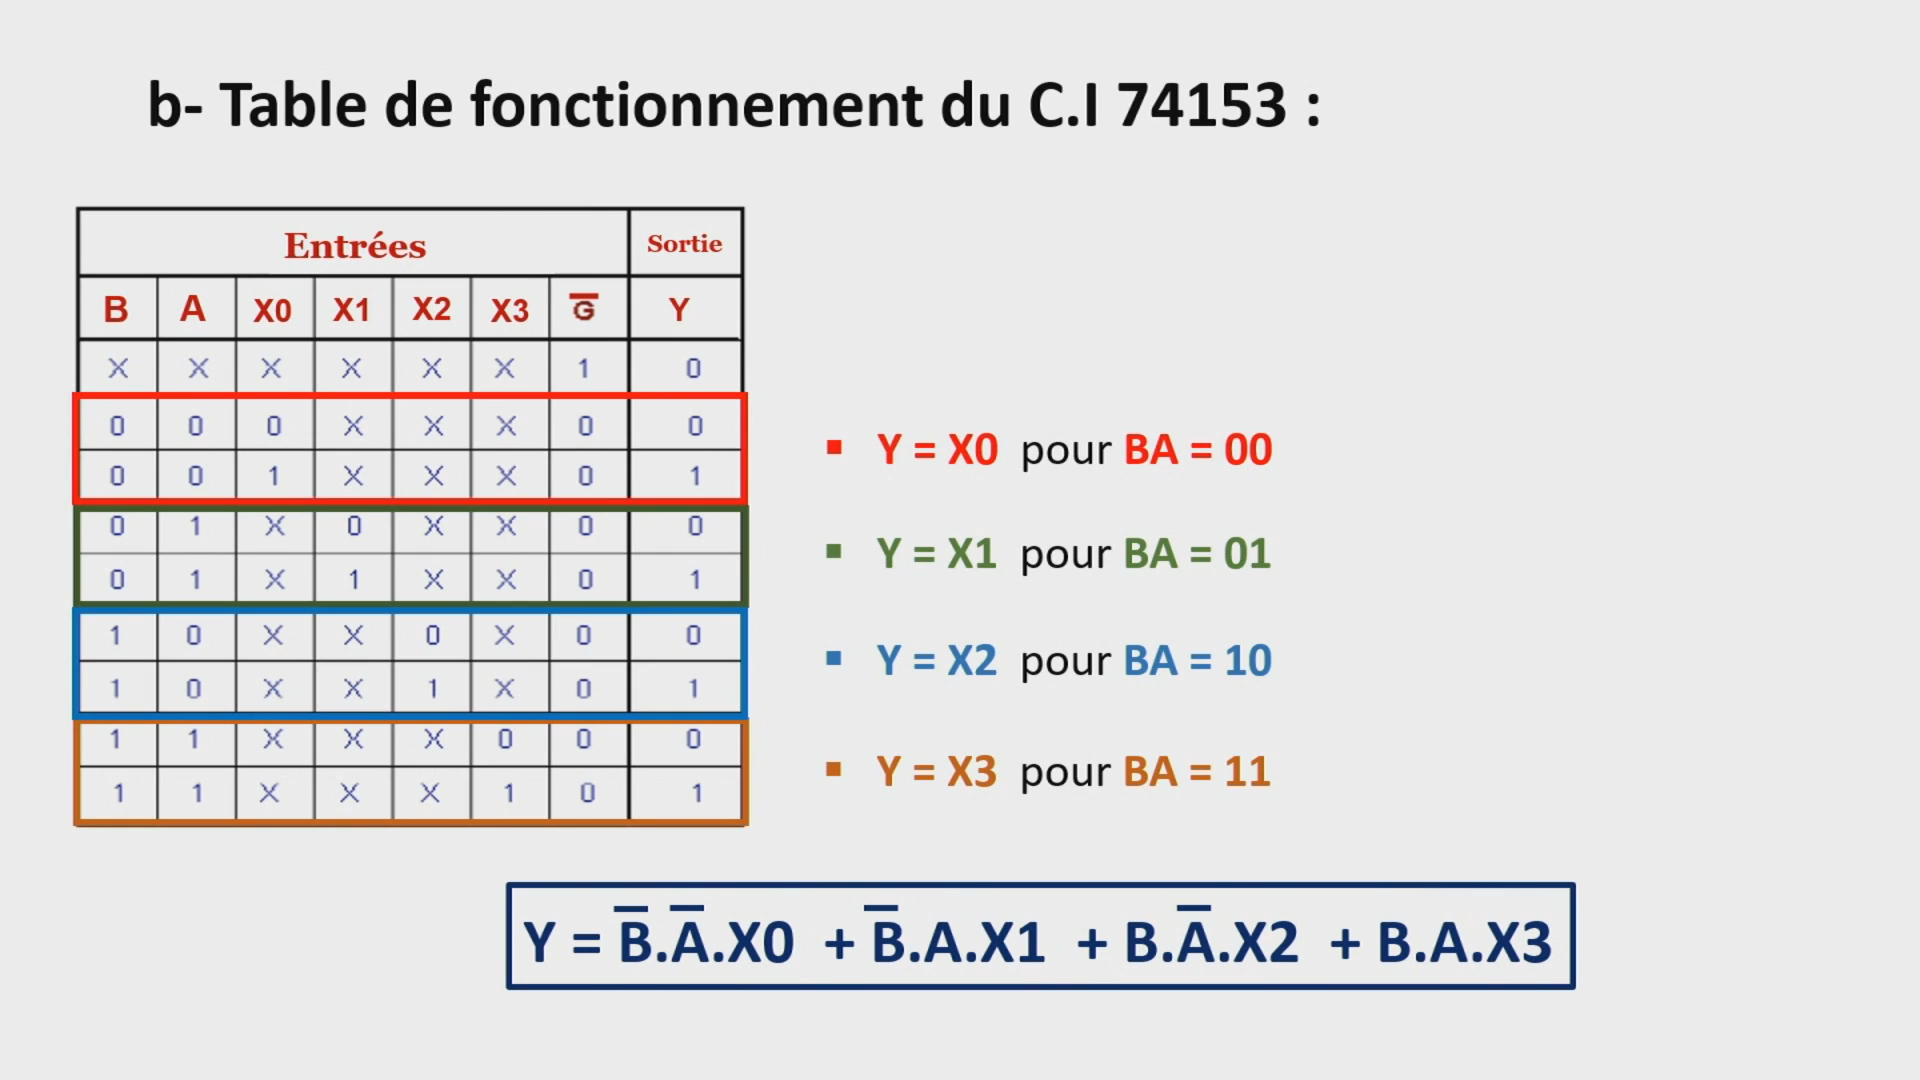 b- Table de fonctionnement du C.I 74153 :
Entrées Sortie
B A X0 X1 X2 X3 G̅ Y
X X X X X X 1 0
0 0 0 X X X 0 0
0 0 1 X X X 0 1
0 1 X 0 X X 0 0
0 1 X 1 X X 0 1
1 0 X X 0 X 0 0
1 0 X X 1 X 0 1
1 1 X X X 0 0 0
1 1 X X X 1 0 1
▪ Y = X0 pour BA = 00
▪ Y = X1 pour BA = 01
▪ Y = X2 pour BA = 10
▪ Y = X3 pour BA = 11
Y = B̅.A̅.X0 + B̅.A.X1 + B.A̅.X2 + B.A.X3